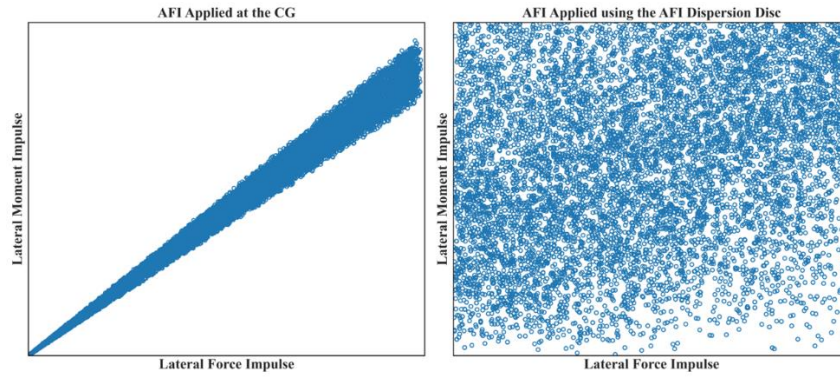 AFI Applied at the CG
Lateral Moment Impulse
Lateral Force Impulse
AFI Applied using the AFI Dispersion Disc
Lateral Moment Impulse
Lateral Force Impulse